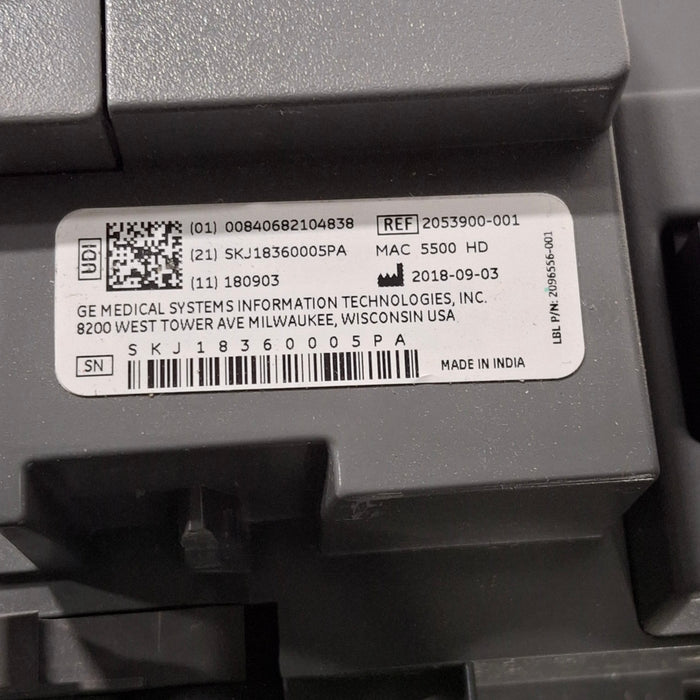 UDI
(01) 00840682104838
(21) SKJ18360005PA
(11) 180903
REF 2053900-001
MAC 5500 HD
2018-09-03
GE MEDICAL SYSTEMS INFORMATION TECHNOLOGIES, INC.
8200 WEST TOWER AVE MILWAUKEE, WISCONSIN USA
SKJ18360005PA
SN
MADE IN INDIA
LBL P/N: 2096556-001